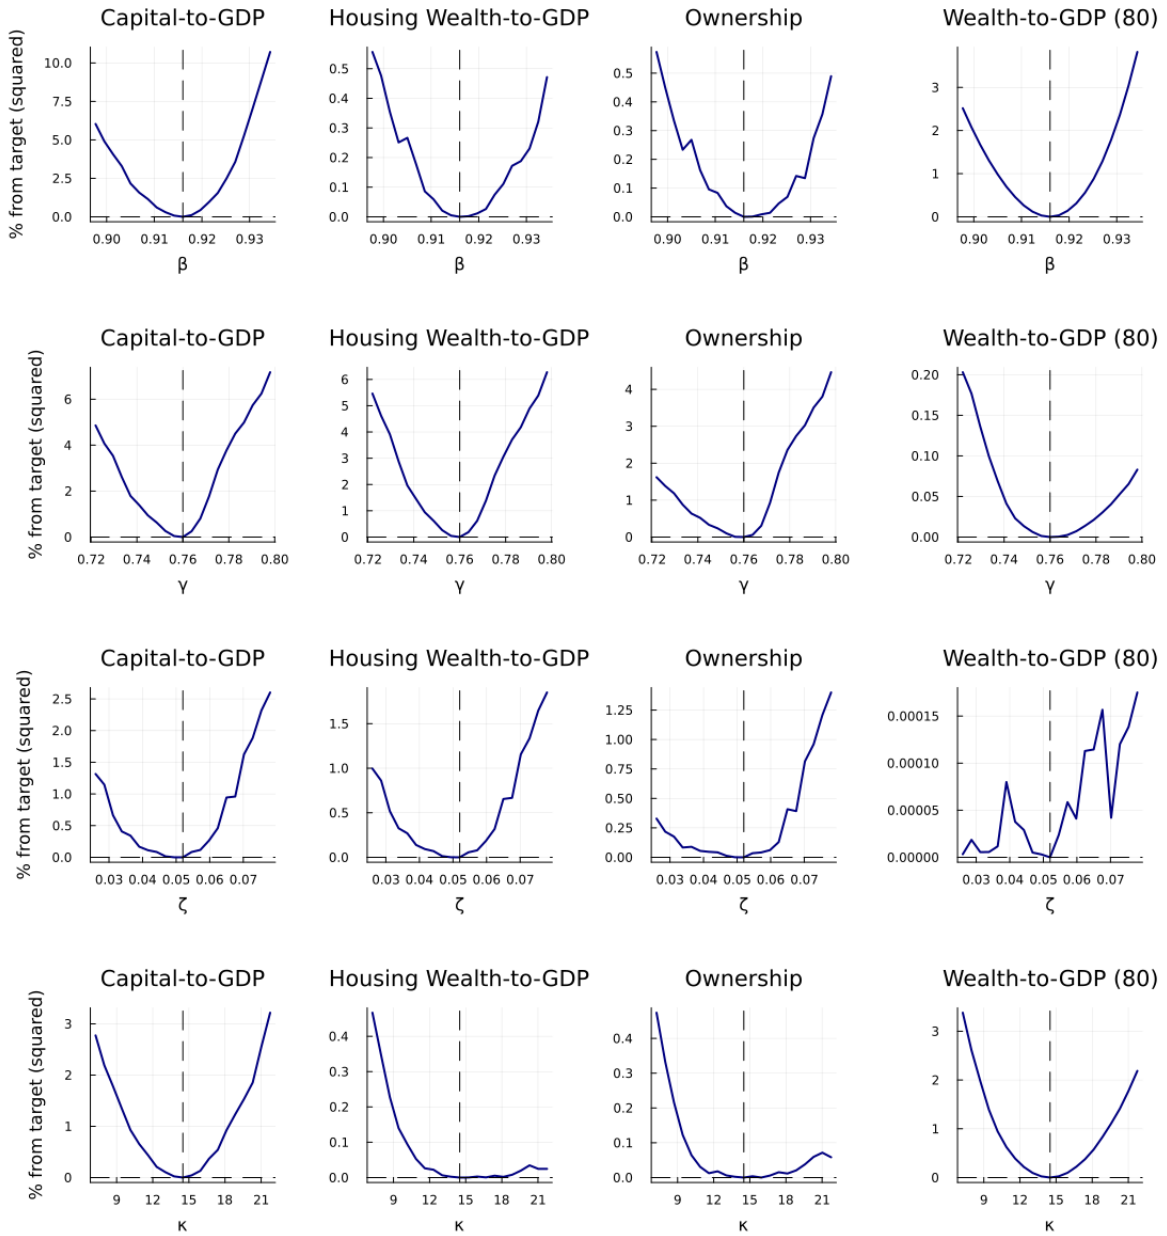 Capital-to-GDP Housing Wealth-to-GDP Ownership Wealth-to-GDP (80)
% from target (squared)
10.0 7.5 5.0 2.5 0.0
0.5 0.4 0.3 0.2 0.1 0.0
0.5 0.4 0.3 0.2 0.1 0.0
3 2 1 0
0.90 0.91 0.92 0.93 0.90 0.91 0.92 0.93 0.90 0.91 0.92 0.93 0.90 0.91 0.92 0.93
β β β β
Capital-to-GDP Housing Wealth-to-GDP Ownership Wealth-to-GDP (80)
% from target (squared)
6 4 2 0
6 5 4 3 2 1 0
4 3 2 1 0
0.20 0.15 0.10 0.05 0.00
0.72 0.74 0.76 0.78 0.80 0.72 0.74 0.76 0.78 0.80 0.72 0.74 0.76 0.78 0.80 0.72 0.74 0.76 0.78 0.80
γ γ γ γ
Capital-to-GDP Housing Wealth-to-GDP Ownership Wealth-to-GDP (80)
% from target (squared)
2.5 2.0 1.5 1.0 0.5 0.0
1.5 1.0 0.5 0.0
1.25 1.00 0.75 0.50 0.25 0.00
0.00015 0.00010 0.00005 0.00000
0.03 0.04 0.05 0.06 0.07 0.03 0.04 0.05 0.06 0.07 0.03 0.04 0.05 0.06 0.07 0.03 0.04 0.05 0.06 0.07
ζ ζ ζ ζ
Capital-to-GDP Housing Wealth-to-GDP Ownership Wealth-to-GDP (80)
% from target (squared)
3 2 1 0
0.4 0.3 0.2 0.1 0.0
0.4 0.3 0.2 0.1 0.0
3 2 1 0
9 12 15 18 21 9 12 15 18 21 9 12 15 18 21 9 12 15 18 21
κ κ κ κ